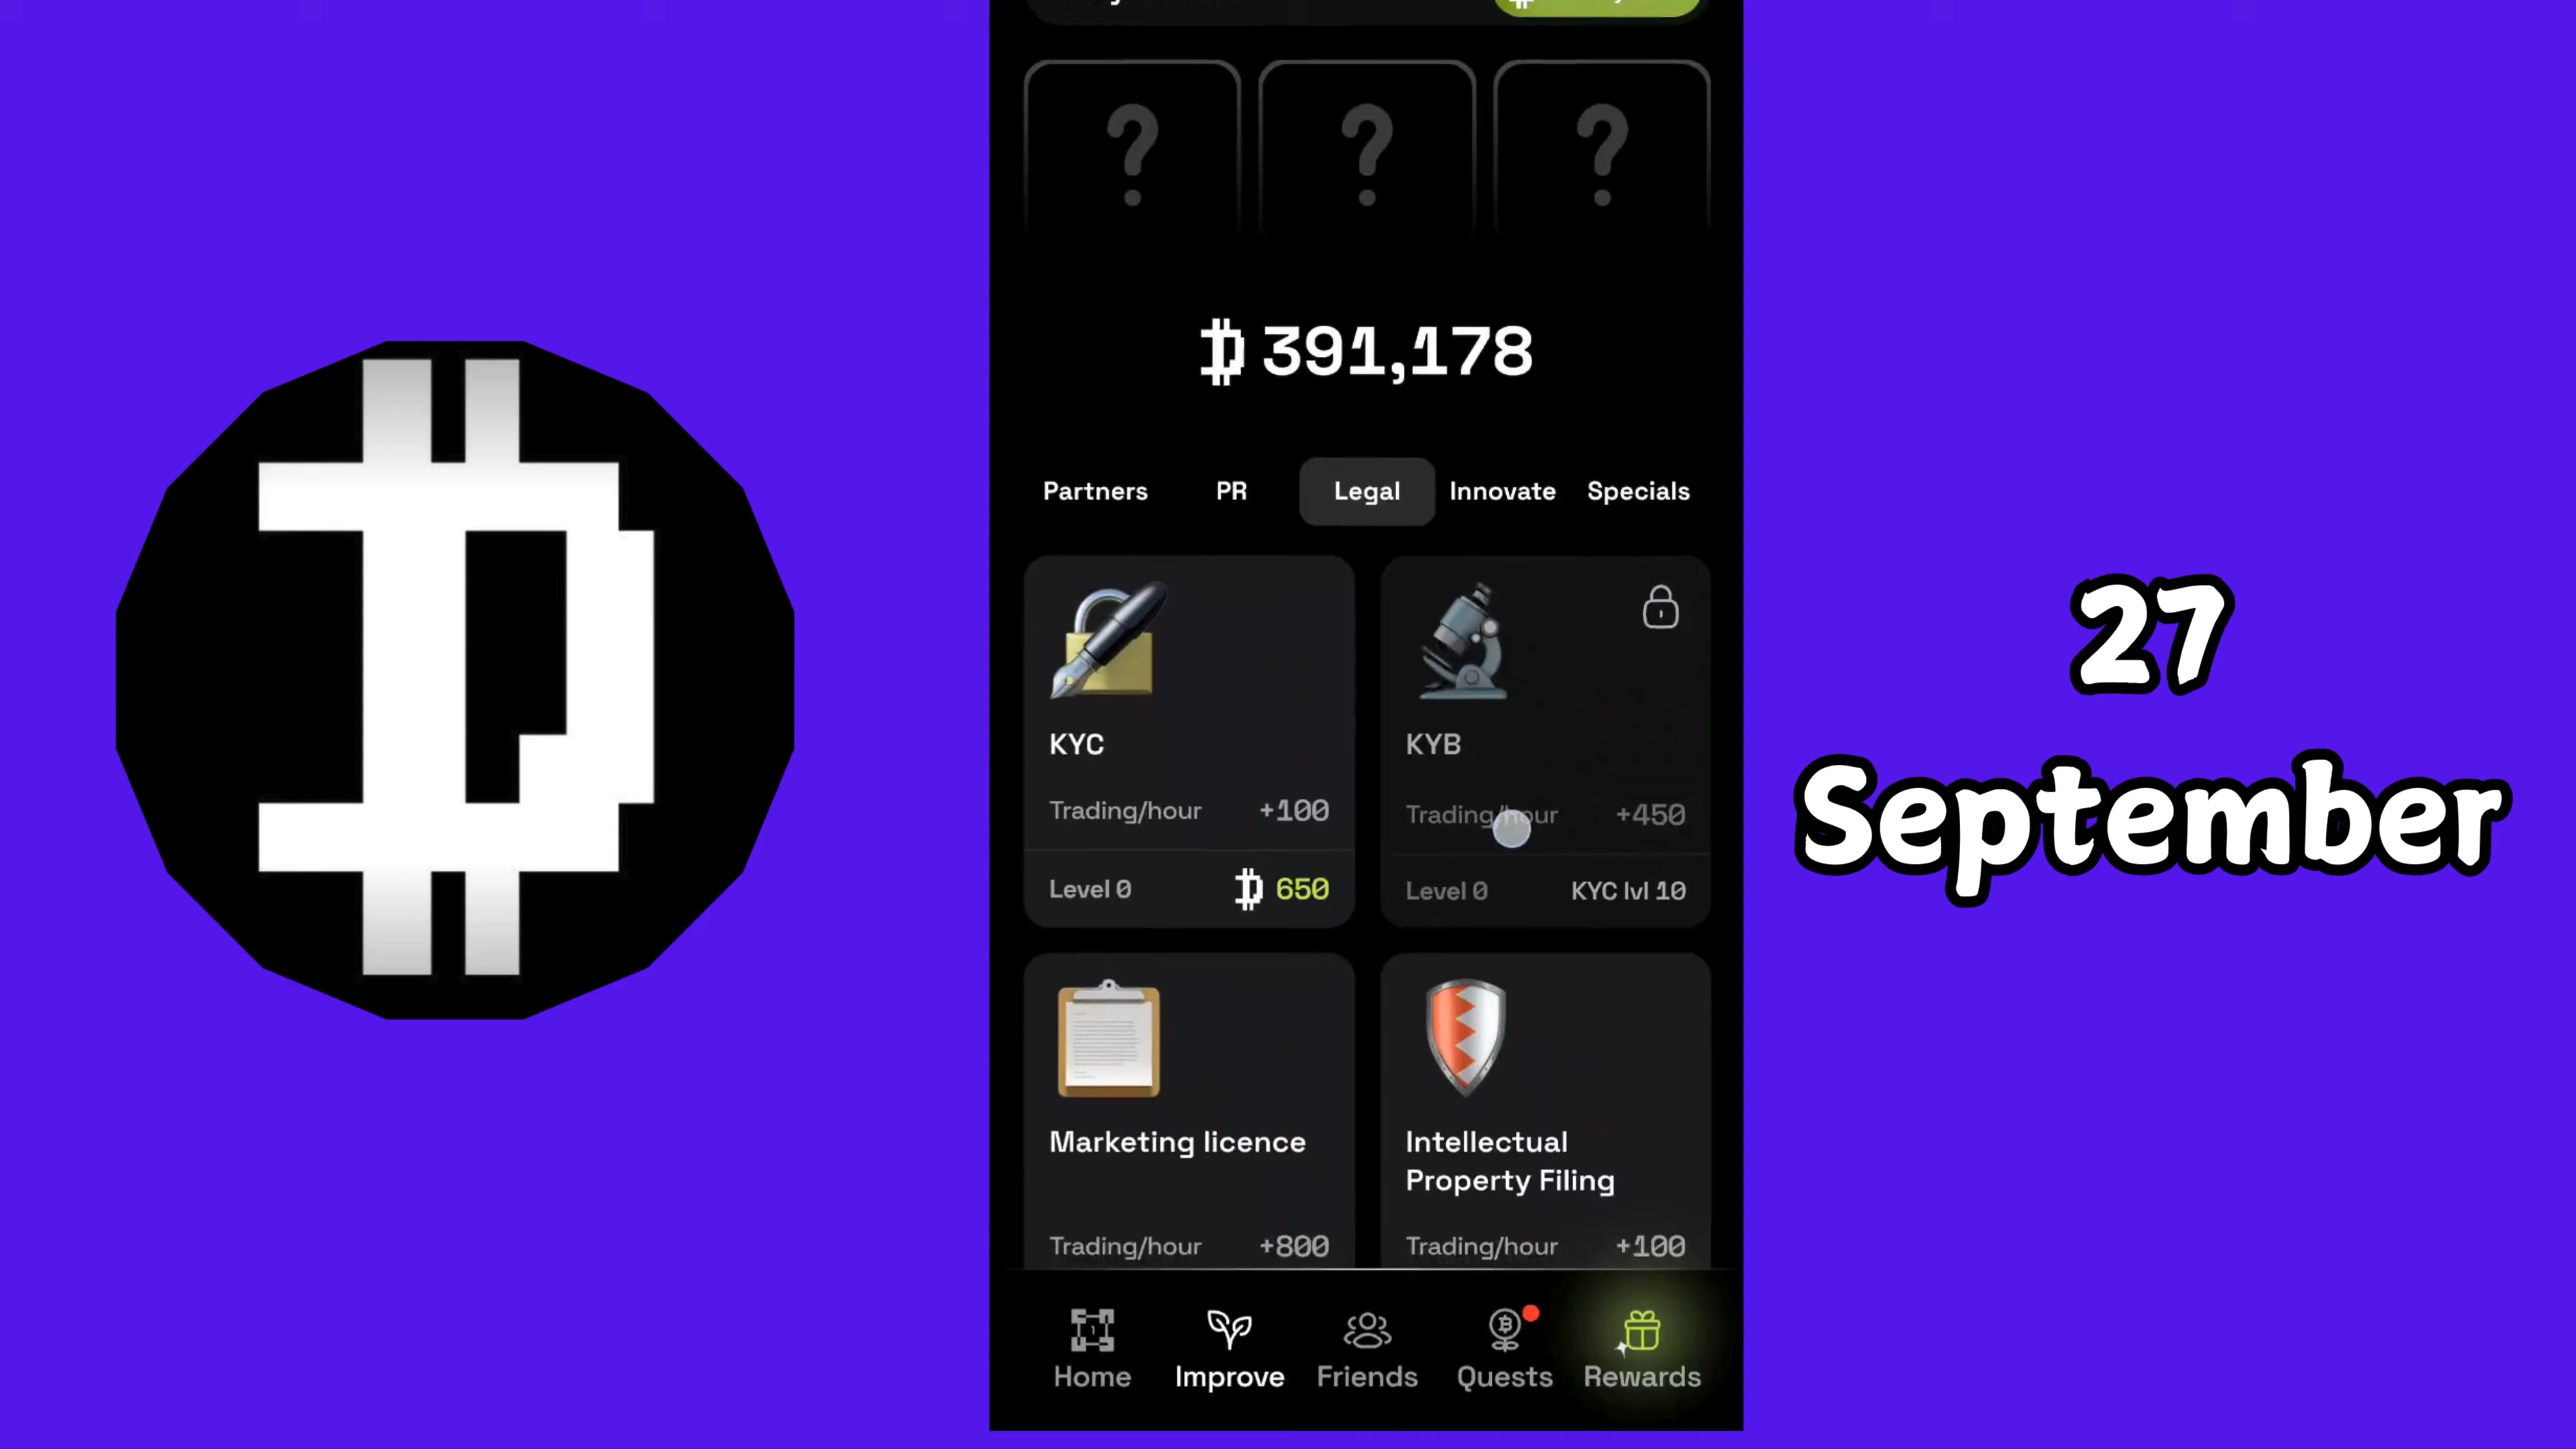 ? ? ?
391,178
Partners PR Legal Innovate Specials
KYC
Trading/hour +100
Level 0 650
KYB
Trading/hour +450
Level 0 KYC lvl 10
Marketing licence
Trading/hour +800
Intellectual
Property Filing
Trading/hour +100
Home Improve Friends Quests Rewards
27
September